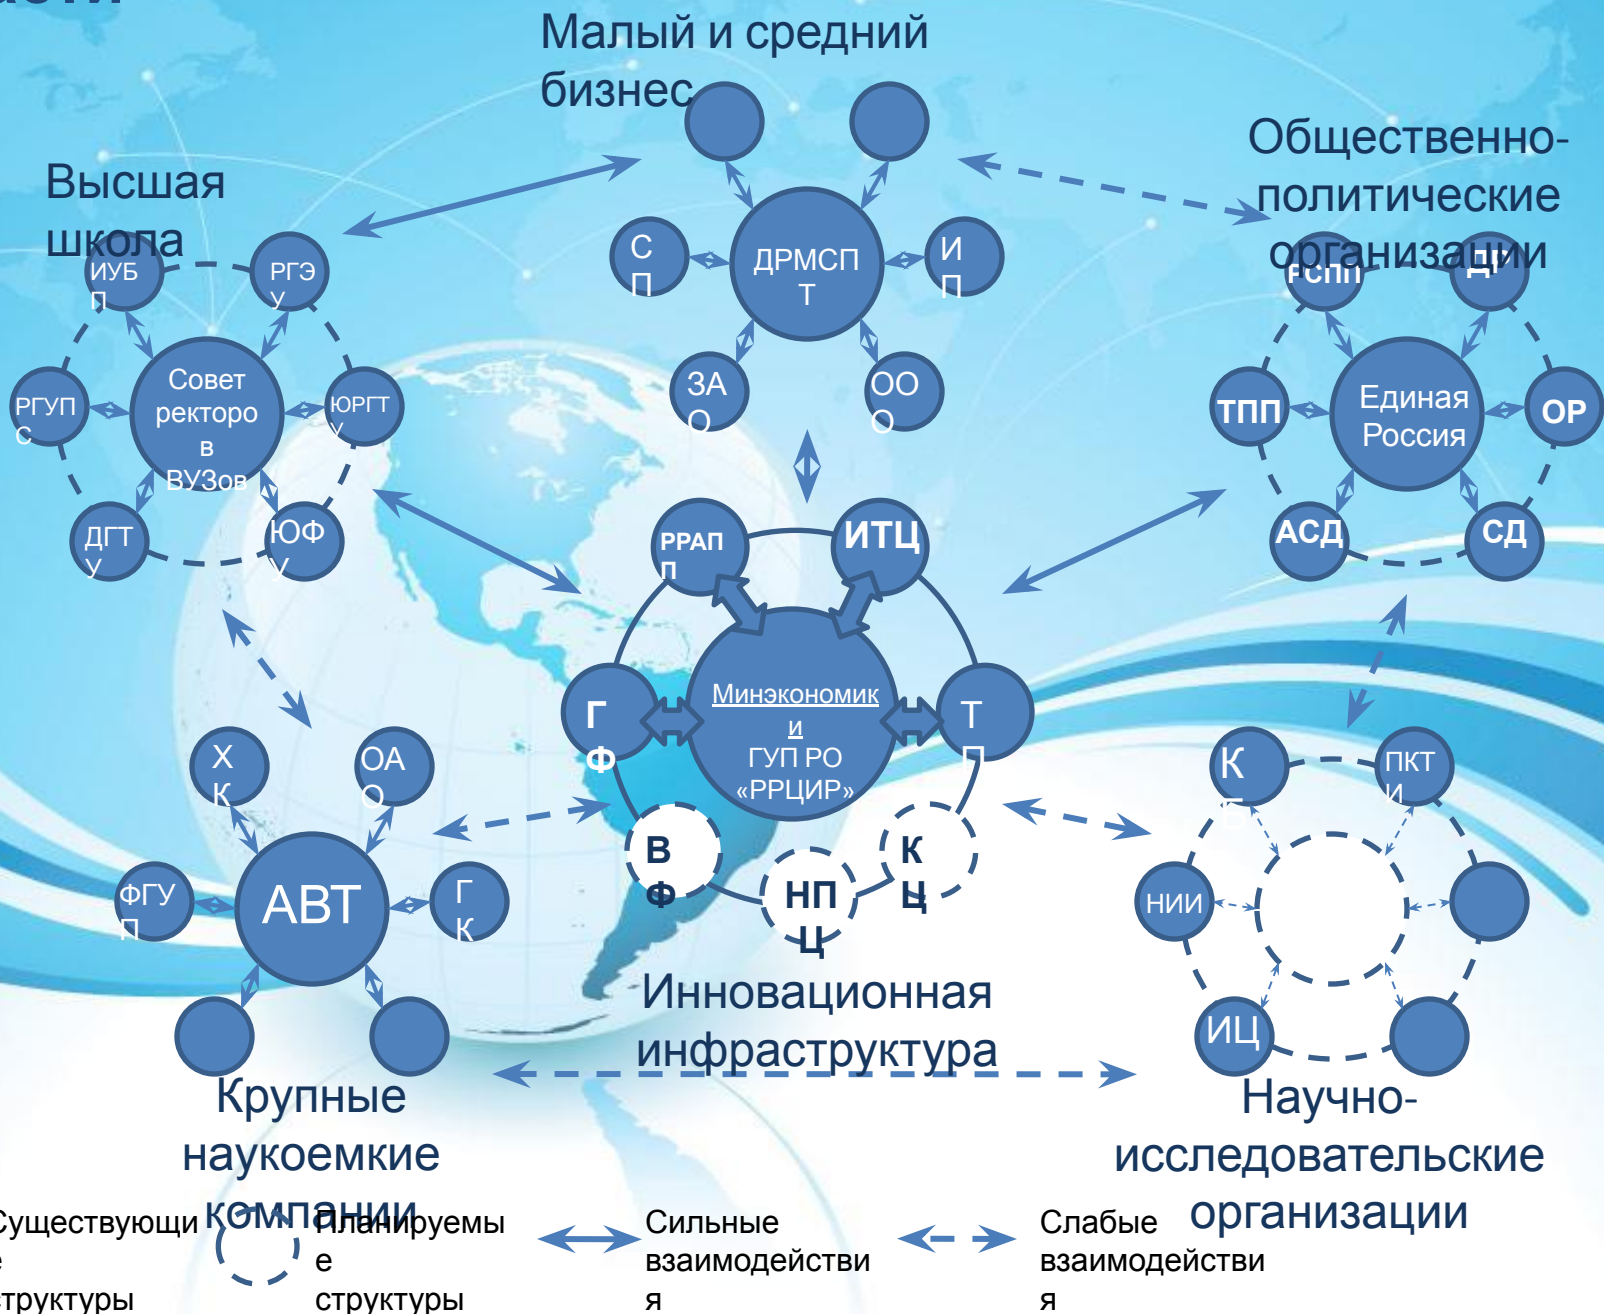 Малый и средний
бизнес
Общественно-
политические
организации
Высшая
школа
ИУБ
П
РГЭ
У
РГУП
С
Совет
ректоро
в
ВУЗов
ЮРГТ
У
ДГТ
У
ЮФ
У
С
П
ДРМСП
Т
И
П
ЗА
О
ОО
О
РСПП
ДР
ТПП
Единая
Россия
ОР
АСД
СД
РРАП
П
ИТЦ
Г
Ф
Минэкономик
и
ГУП РО
«РРЦИР»
Т
П
В
Ф
НП
Ц
К
Ц
Инновационная
инфраструктура
Х
К
ОА
О
ФГУ
П
АВТ
Г
К
Крупные
наукоемкие
компании
К
Б
ПКТ
И
НИИ
ИЦ
Научно-
исследовательские
организации
Существующи
е
структуры
Планируемы
е
структуры
Сильные
взаимодействи
я
Слабые
взаимодействи
я